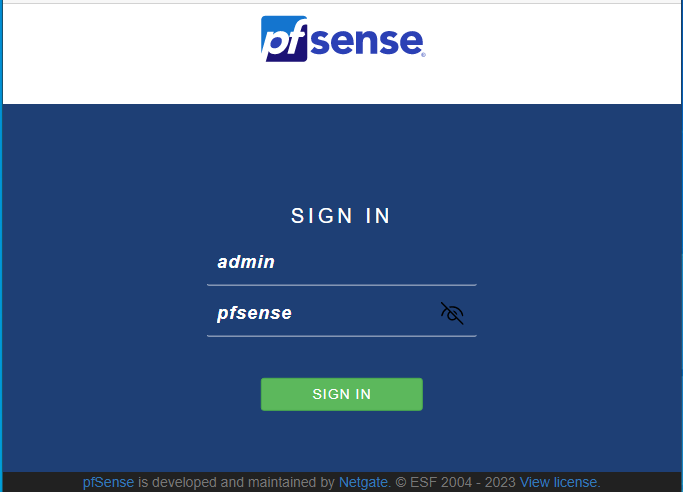 pfsense®
SIGN IN
admin
pfsense
SIGN IN
pfSense is developed and maintained by Netgate. © ESF 2004 - 2023 View license.